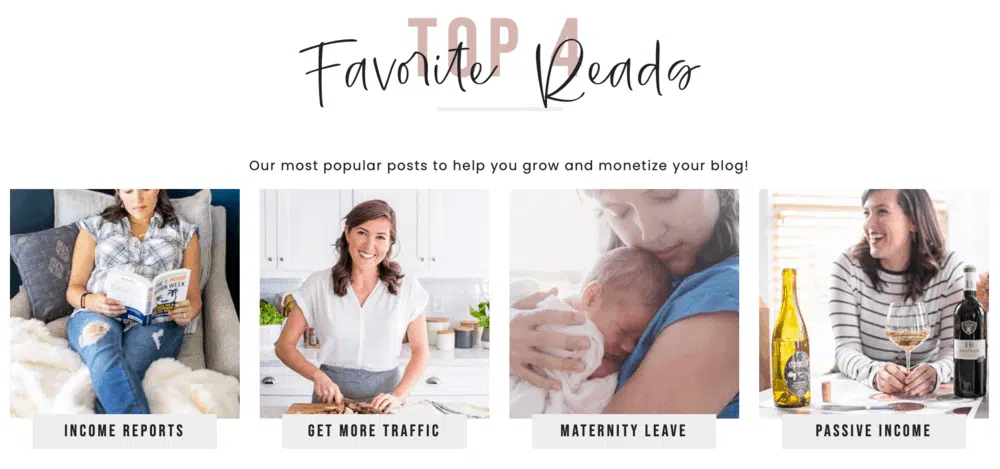 TOP 4
Favorite Reads
Our most popular posts to help you grow and monetize your blog!
INCOME REPORTS
GET MORE TRAFFIC
MATERNITY LEAVE
PASSIVE INCOME